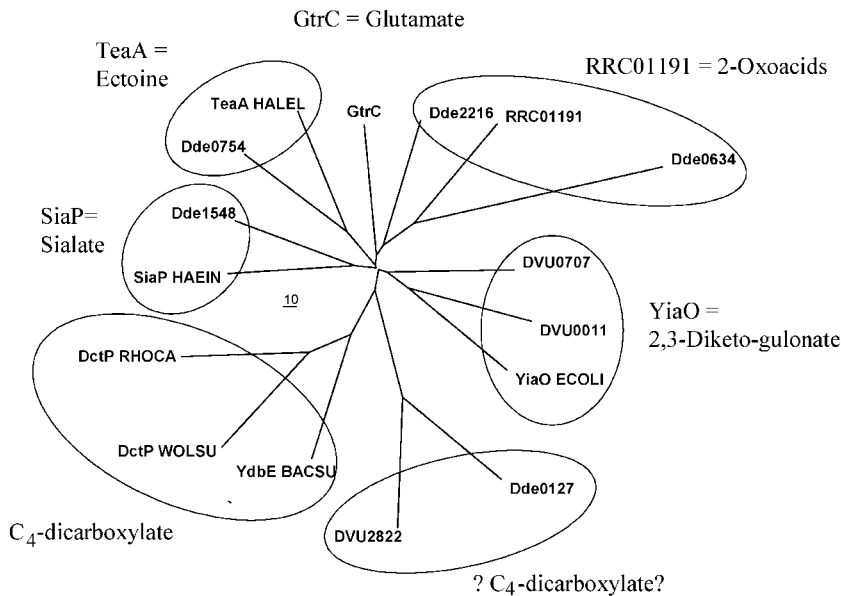 GtrC = Glutamate
TeaA =
Ectoine
RRC01191 = 2-Oxoacids
TeaA HALEL
GtrC
Dde2216
RRC01191
Dde0754
Dde0634
SiaP=
Sialate
Dde1548
SiaP HAEIN
DVU0707
10
YiaO =
2,3-Diketo-gulonate
DVU0011
DctP RHOCA
YiaO ECOLI
DctP WOLSU
YdbE BACSU
Dde0127
C4-dicarboxylate
DVU2822
? C4-dicarboxylate?